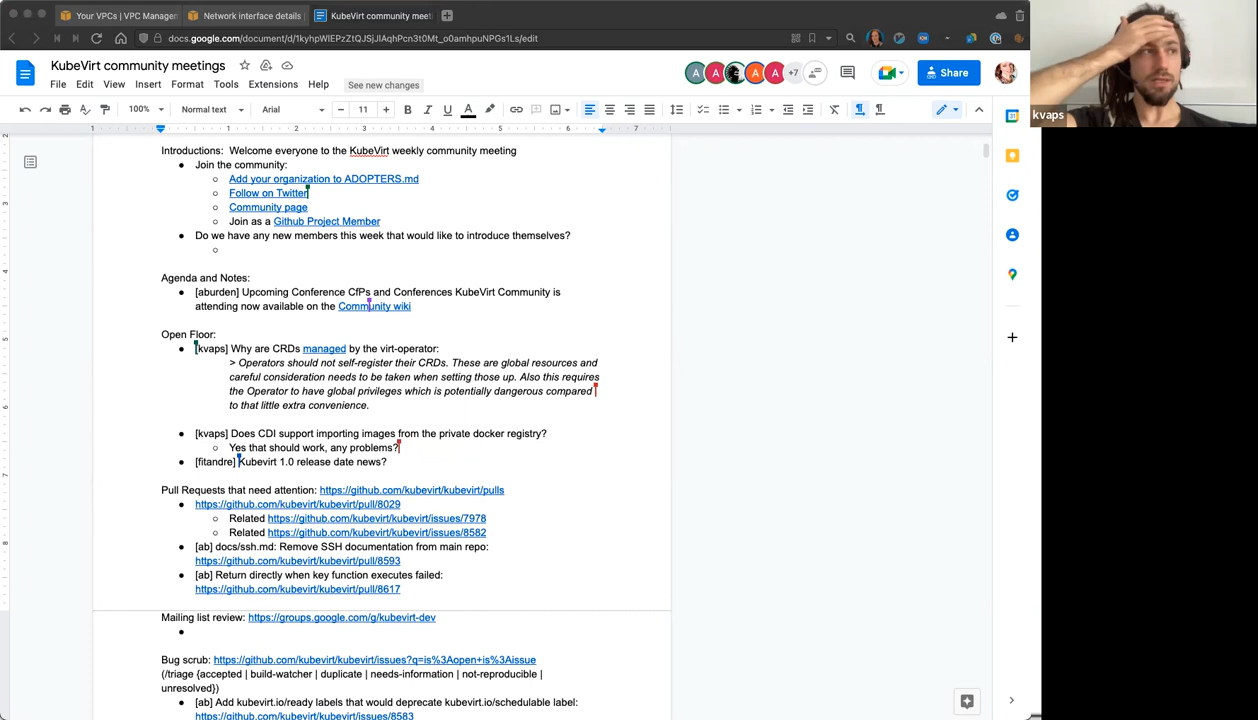 Your VPCs | VPC Managem
Network interface details |
KubeVirt community meeti
docs.google.com/document/d/1kyhpWlEPzZtQJSjIAqhPcn3t0Mt_o0amhpuNPGs1Ls/edit
KubeVirt community meetings
File Edit View Insert Format Tools Extensions Help
See new changes
+7
Share
100% Normal text Arial 11
kvaps
Introductions: Welcome everyone to the KubeVirt weekly community meeting
Join the community:
Add your organization to ADOPTERS.md
Follow on Twitter
Community page
Join as a Github Project Member
Do we have any new members this week that would like to introduce themselves?
Agenda and Notes:
[aburden] Upcoming Conference CfPs and Conferences KubeVirt Community is
attending now available on the Community wiki
Open Floor:
[kvaps] Why are CRDs managed by the virt-operator:
> Operators should not self-register their CRDs. These are global resources and
careful consideration needs to be taken when setting those up. Also this requires
the Operator to have global privileges which is potentially dangerous compared
to that little extra convenience.
[kvaps] Does CDI support importing images from the private docker registry?
Yes that should work, any problems?
[fitandre] Kubevirt 1.0 release date news?
Pull Requests that need attention: https://github.com/kubevirt/kubevirt/pulls
https://github.com/kubevirt/kubevirt/pull/8029
Related https://github.com/kubevirt/kubevirt/issues/7978
Related https://github.com/kubevirt/kubevirt/issues/8582
[ab] docs/ssh.md: Remove SSH documentation from main repo:
https://github.com/kubevirt/kubevirt/pull/8593
[ab] Return directly when key function executes failed:
https://github.com/kubevirt/kubevirt/pull/8617
Mailing list review: https://groups.google.com/g/kubevirt-dev
Bug scrub: https://github.com/kubevirt/kubevirt/issues?q=is%3Aopen+is%3Aissue
(/triage {accepted | build-watcher | duplicate | needs-information | not-reproducible |
unresolved})
[ab] Add kubevirt.io/ready labels that would deprecate kubevirt.io/schedulable label:
https://github.com/kubevirt/kubevirt/issues/8583